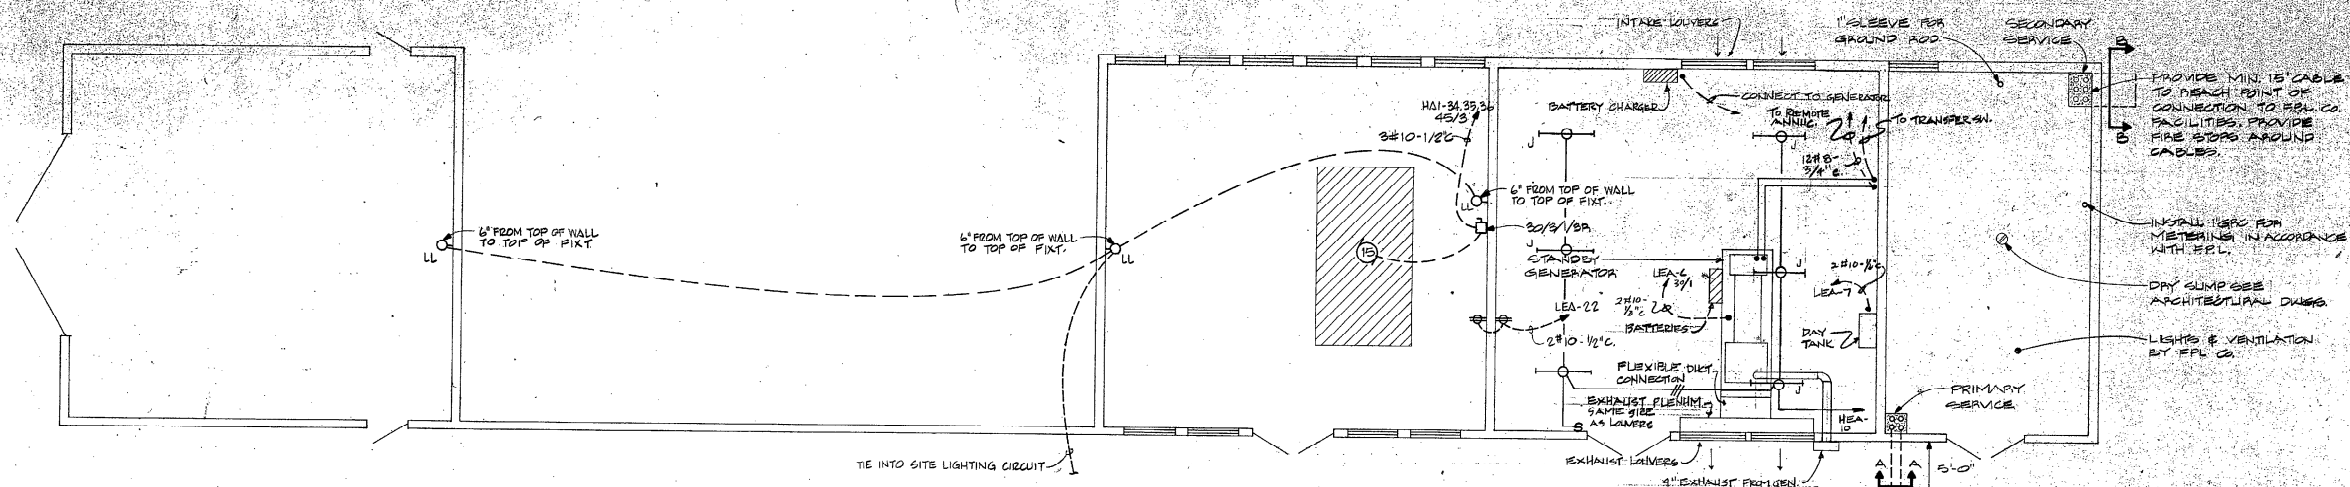 INTAKE LOUVERS
1" SLEEVE FOR
GROUND ROD
SECONDARY
SERVICE
B
PROVIDE MIN. 15' CABLE
TO REACH POINT OF
CONNECTION TO F.P.L. CO.
FACILITIES. PROVIDE
FIRE STOPS AROUND
CABLES.
B
BATTERY CHARGER
CONNECT TO GENERATOR
HA1-34,35,36
45/3
3#10-1/2"C
TO REMOTE
ANNUC.
TO TRANSFER SW.
12#8-
3/4"C.
J
J
6" FROM TOP OF WALL
TO TOP OF FIXT.
LL
6" FROM TOP OF WALL
TO TOP OF FIXT.
LL
6" FROM TOP OF WALL
TO TOP OF FIXT.
LL
30/3/1/3R
15
J
STANDBY
GENERATOR
LEA-6
30/1
2#10-
1/2"C
J
2#10-1/2"C
LEA-7
LEA-22
BATTERIES
2#10-1/2"C.
DAY
TANK
INSTALL 1" GRC FOR
METERING IN ACCORDANCE
WITH F.P.L.
DRY SUMP SEE
ARCHITECTURAL DWGS.
LIGHTS & VENTILATION
BY FPL CO.
FLEXIBLE DUCT
CONNECTION
EXHAUST PLENUM
SAME SIZE
AS LOUVERS
S
J
HEA-
10
PRIMARY
SERVICE
TIE INTO SITE LIGHTING CIRCUIT
EXHAUST LOUVERS
EXHAUST FROM GEN.
A
A
5'-0"